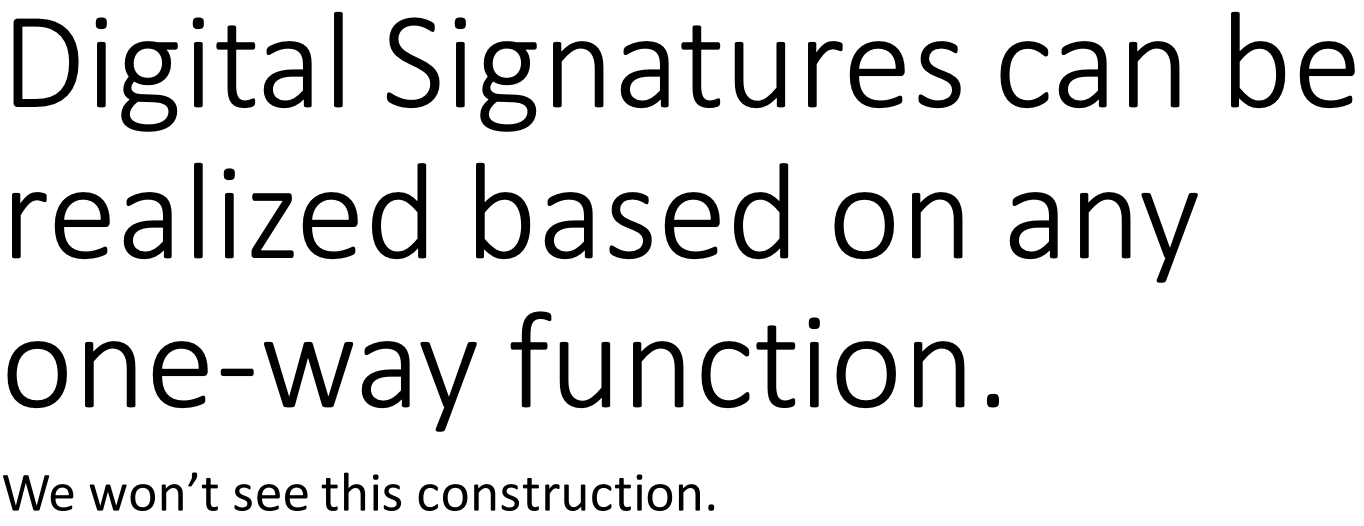 Digital Signatures can be
realized based on any
one-way function.
We won’t see this construction.